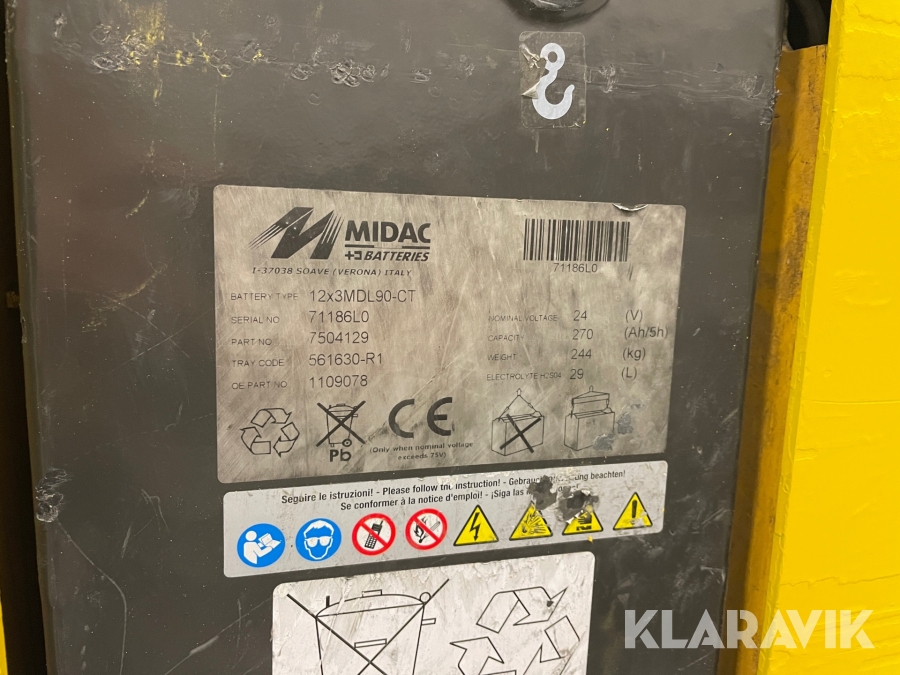 MIDAC
BATTERIES
I-37038 SOAVE (VERONA) ITALY
71186L0
BATTERY TYPE 12x3MDL90-CT
SERIAL NO 71186L0
PART NO 7504129
TRAY CODE 561630-R1
OE.PART NO 1109078
NOMINAL VOLTAGE 24 (V)
CAPACITY 270 (Ah/5h)
WEIGHT 244 (kg)
ELECTROLYTE H2SO4 29 (L)
Pb
CE
(Only when nominal voltage
exceeds 75V)
Seguire le istruzioni! - Please follow the instruction! - beachten!
Se conformer à la notice d'emploi! - ¡Siga las
KLARAVIK